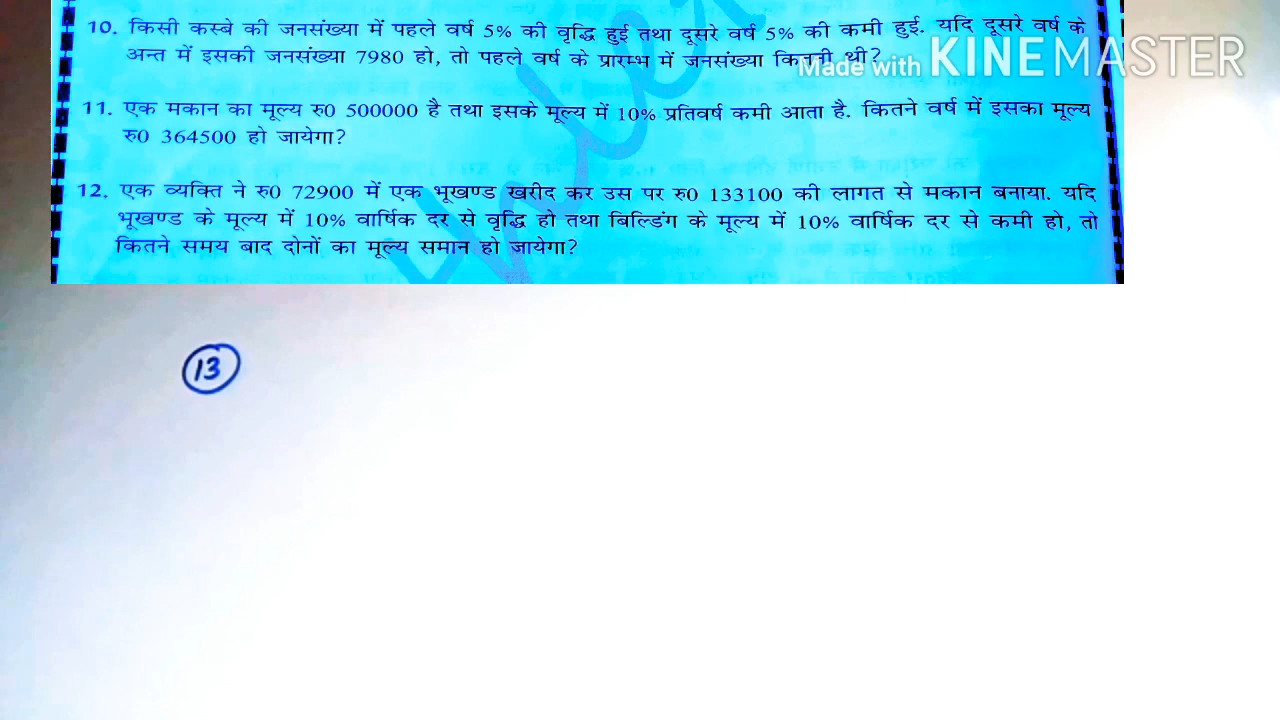 10. किसी कस्बे की जनसंख्या में पहले वर्ष 5% की वृद्धि हुई तथा दूसरे वर्ष 5% की कमी हुई. यदि दूसरे वर्ष के
अन्त में इसकी जनसंख्या 7980 हो, तो पहले वर्ष के प्रारम्भ में जनसंख्या कितनी थी?
Made with KINEMASTER
11. एक मकान का मूल्य रु0 500000 है तथा इसके मूल्य में 10% प्रतिवर्ष कमी आता है. कितने वर्ष में इसका मूल्य
रु0 364500 हो जायेगा?
12. एक व्यक्ति ने रु0 72900 में एक भूखण्ड खरीद कर उस पर रु0 133100 की लागत से मकान बनाया. यदि
भूखण्ड के मूल्य में 10% वार्षिक दर से वृद्धि हो तथा बिल्डिंग के मूल्य में 10% वार्षिक दर से कमी हो, तो
कितने समय बाद दोनों का मूल्य समान हो जायेगा?
13